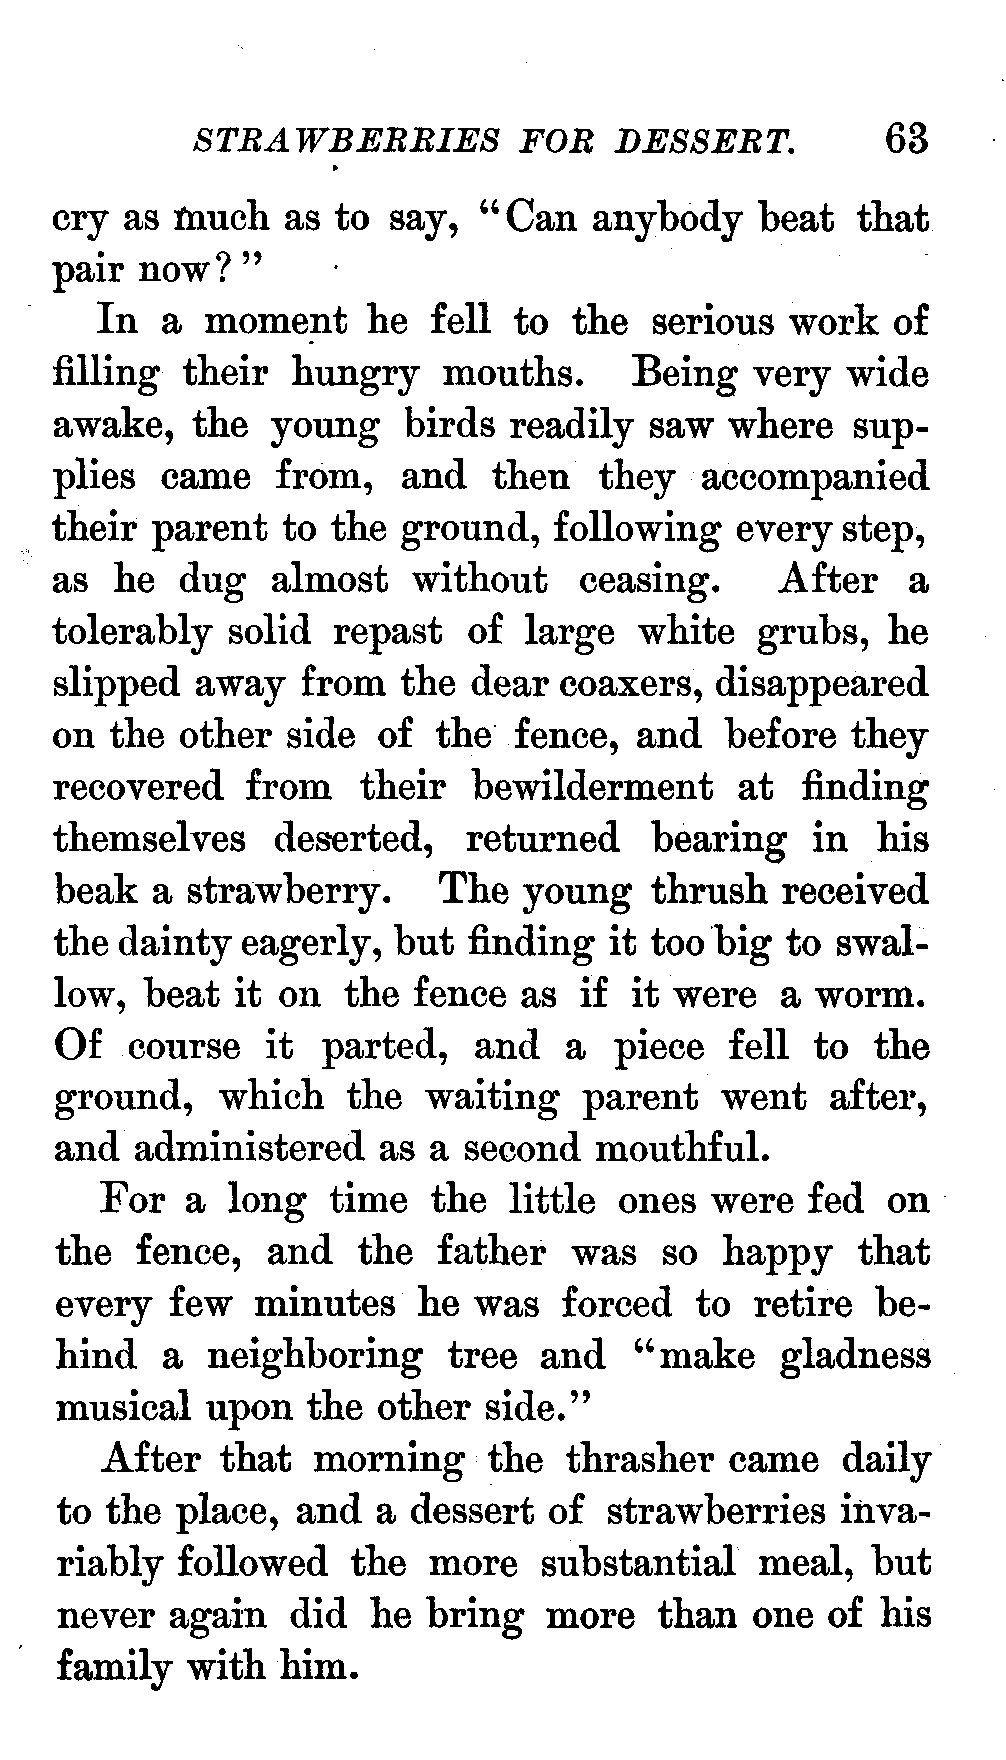 STRAWBERRIES FOR DESSERT. 63
cry as much as to say, "Can anybody beat that
pair now?"
In a moment he fell to the serious work of
filling their hungry mouths. Being very wide
awake, the young birds readily saw where sup-
plies came from, and then they accompanied
their parent to the ground, following every step,
as he dug almost without ceasing. After a
tolerably solid repast of large white grubs, he
slipped away from the dear coaxers, disappeared
on the other side of the fence, and before they
recovered from their bewilderment at finding
themselves deserted, returned bearing in his
beak a strawberry. The young thrush received
the dainty eagerly, but finding it too big to swal-
low, beat it on the fence as if it were a worm.
Of course it parted, and a piece fell to the
ground, which the waiting parent went after,
and administered as a second mouthful.
For a long time the little ones were fed on
the fence, and the father was so happy that
every few minutes he was forced to retire be-
hind a neighboring tree and "make gladness
musical upon the other side."
After that morning the thrasher came daily
to the place, and a dessert of strawberries inva-
riably followed the more substantial meal, but
never again did he bring more than one of his
family with him.